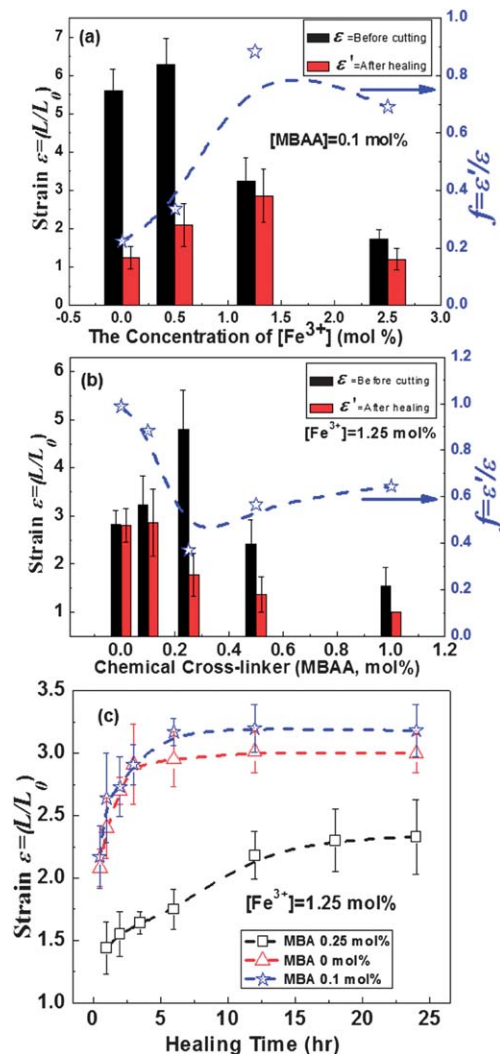 (a)
ε =Before cutting
ε' =After healing
[MBAA]=0.1 mol%
Strain ε=(L/L₀)
f=ε'/ε
7
6
5
4
3
2
1
0
1.0
0.8
0.6
0.4
0.2
0.0
-0.5 0.0 0.5 1.0 1.5 2.0 2.5 3.0
The Concentration of [Fe³⁺] (mol %)
(b)
ε =Before cutting
ε' =After healing
[Fe³⁺]=1.25 mol%
Strain ε=(L/L₀)
f=ε'/ε
6
5
4
3
2
1
1.2
1.0
0.8
0.6
0.4
0.2
0.0
0.0 0.2 0.4 0.6 0.8 1.0 1.2
Chemical Cross-linker (MBAA, mol%)
(c)
Strain ε=(L/L₀)
3.5
3.0
2.5
2.0
1.5
1.0
[Fe³⁺]=1.25 mol%
MBA 0.25 mol%
MBA 0 mol%
MBA 0.1 mol%
0 5 10 15 20 25
Healing Time (hr)